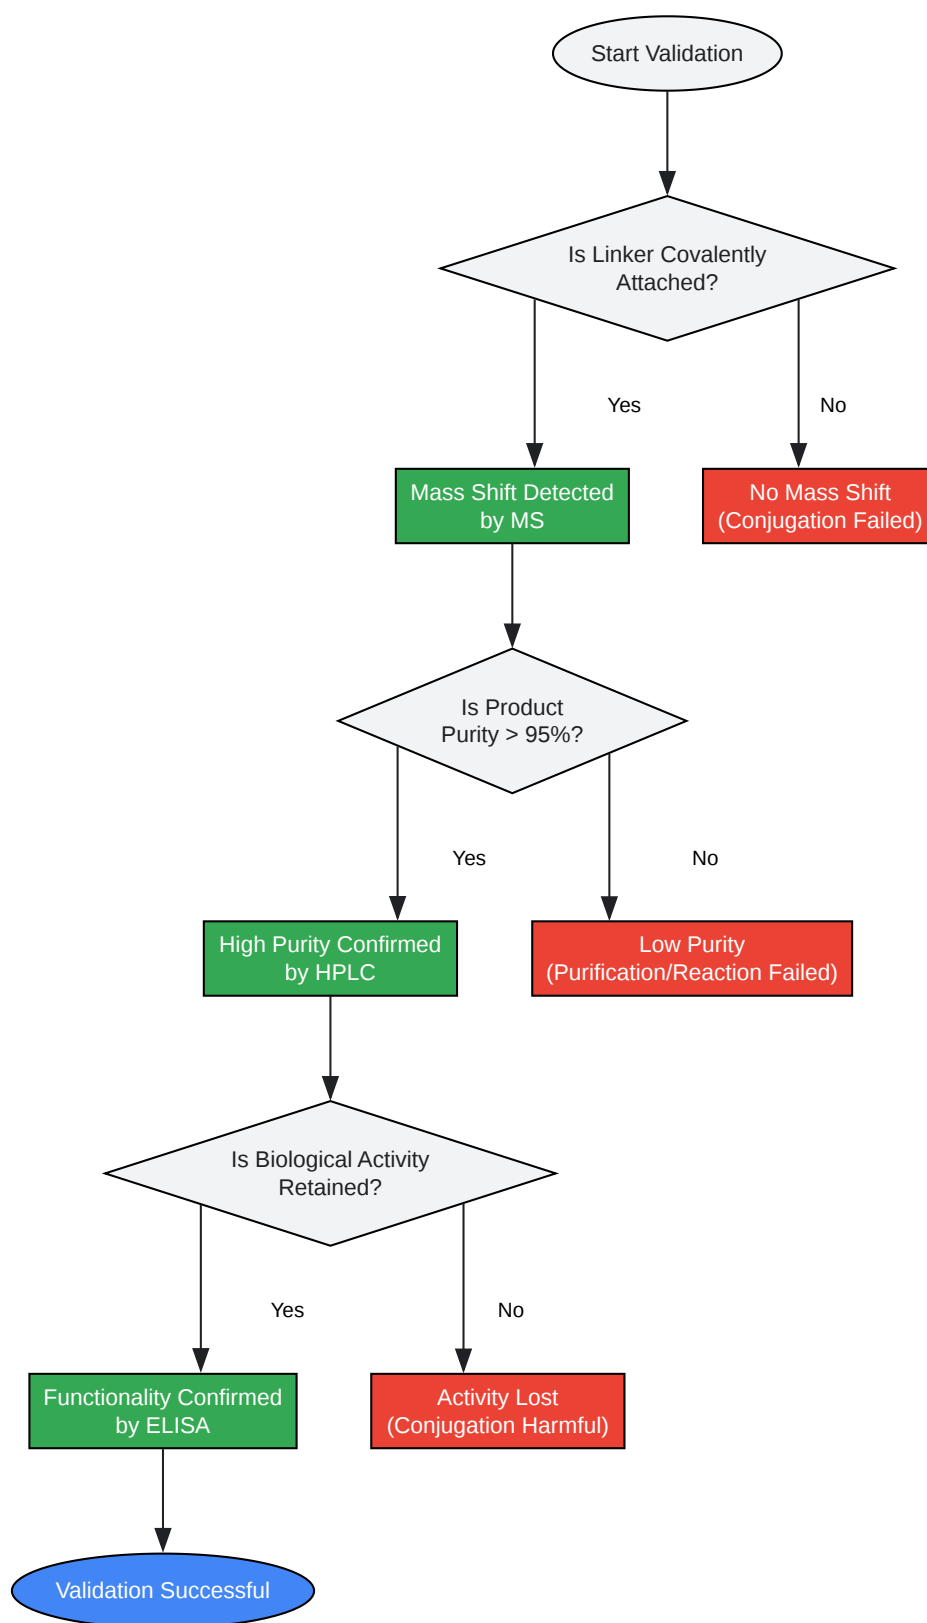 Start Validation
Is Linker Covalently
Attached?
Yes
No
Mass Shift Detected
by MS
No Mass Shift
(Conjugation Failed)
Is Product
Purity > 95%?
Yes
No
High Purity Confirmed
by HPLC
Low Purity
(Purification/Reaction Failed)
Is Biological Activity
Retained?
Yes
No
Functionality Confirmed
by ELISA
Activity Lost
(Conjugation Harmful)
Validation Successful